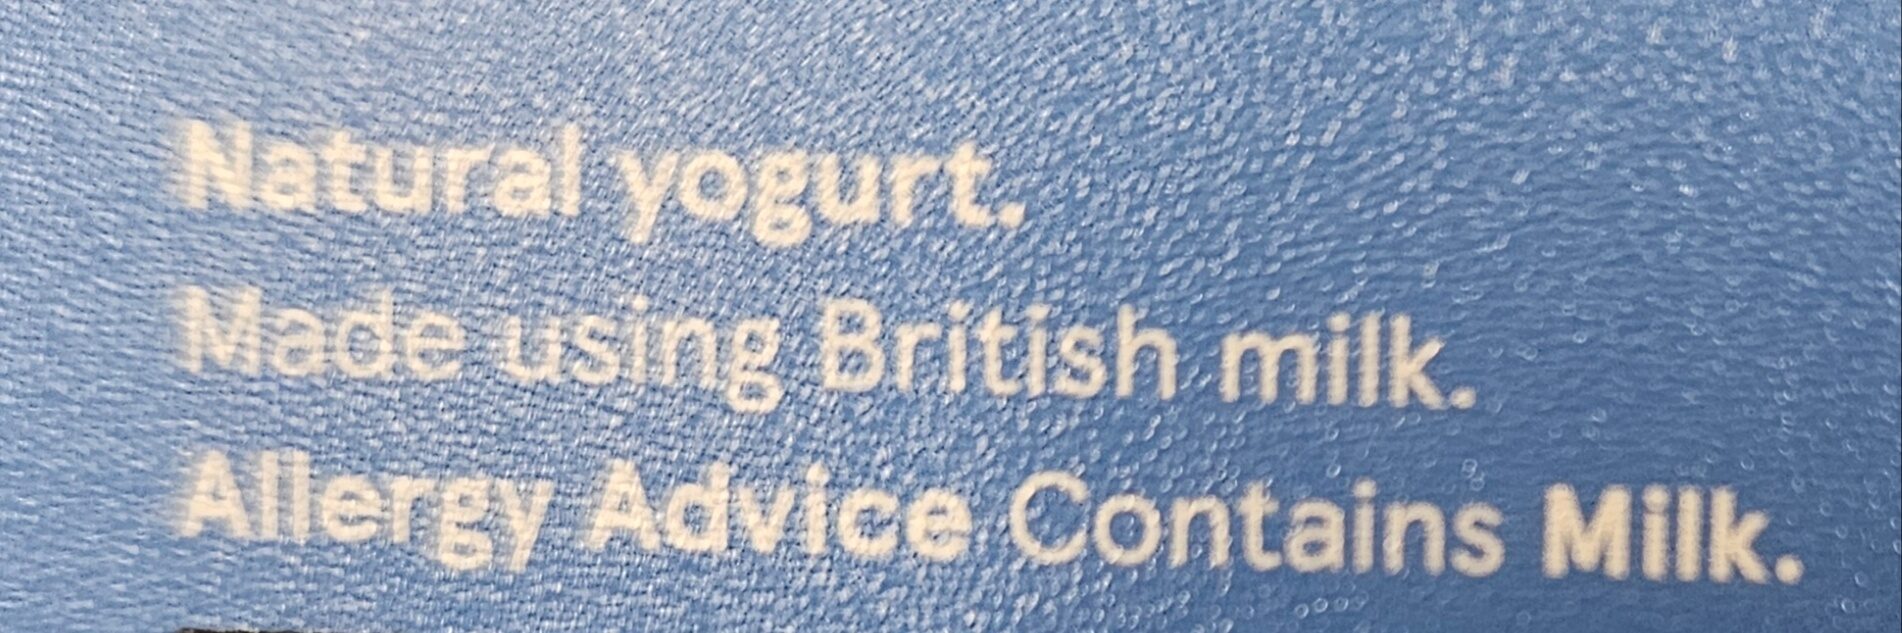 Natural yogurt.
Made using British milk.
Allergy Advice Contains Milk.